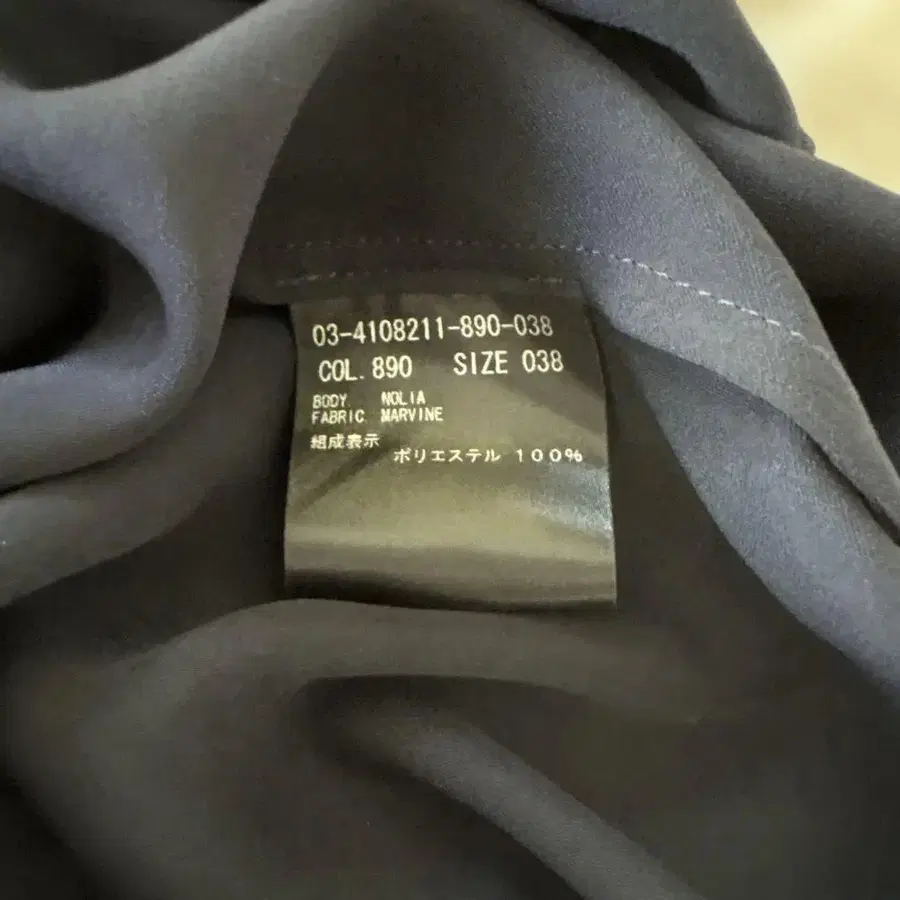 03-4108211-890-038
COL. 890 SIZE 038
BODY NOLIA
FABRIC MARVINE
組成表示
ポリエステル 100%